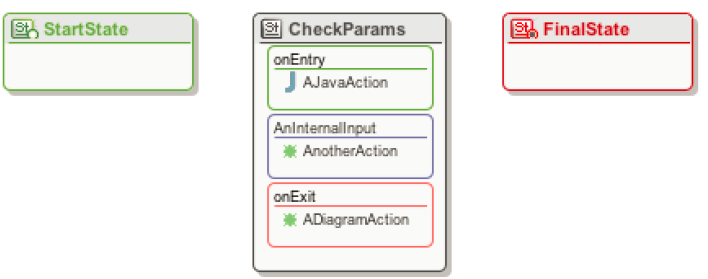 StartState
CheckParams
onEntry
AJavaAction
AnInternalInput
AnotherAction
onExit
ADiagramAction
FinalState